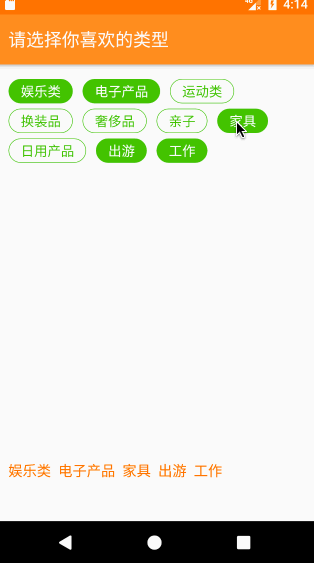 4G 4:14
请选择你喜欢的类型
娱乐类 电子产品 运动类
换装品 奢侈品 亲子 家具
日用产品 出游 工作
娱乐类 电子产品 家具 出游 工作